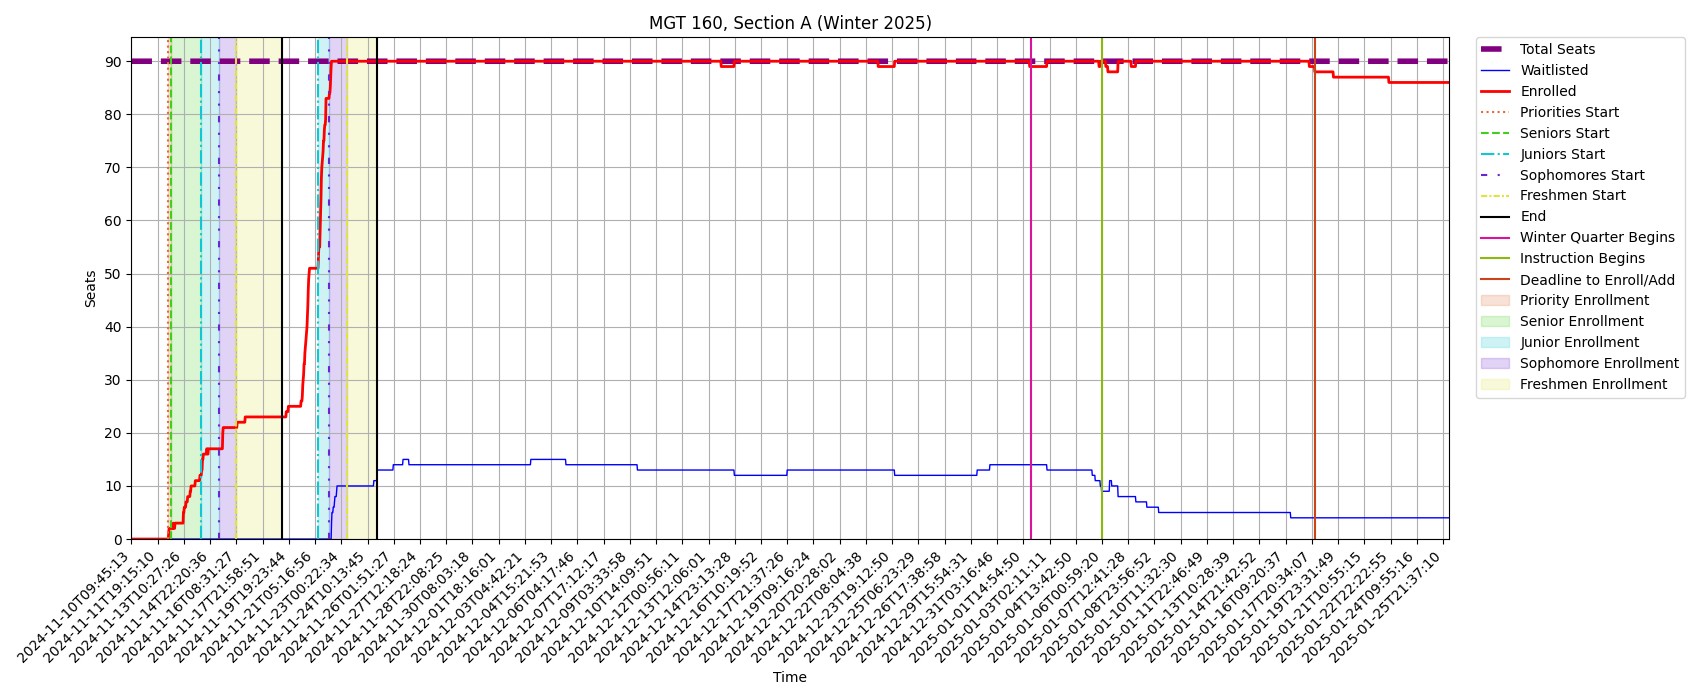 MGT 160, Section A (Winter 2025)
90
80
70
60
50
40
30
20
10
0
Seats
2024-11-10T09:45:13
2024-11-11T19:15:10
2024-11-13T10:27:26
2024-11-14T22:20:36
2024-11-16T08:31:27
2024-11-17T21:58:51
2024-11-19T19:23:44
2024-11-21T05:16:56
2024-11-23T00:22:34
2024-11-24T10:13:45
2024-11-26T01:51:27
2024-11-27T12:18:24
2024-11-28T22:08:25
2024-11-30T08:03:18
2024-12-01T18:16:01
2024-12-03T04:42:21
2024-12-04T15:21:53
2024-12-06T04:17:46
2024-12-07T17:12:17
2024-12-09T03:33:58
2024-12-10T14:09:51
2024-12-12T00:56:11
2024-12-13T12:06:01
2024-12-14T23:13:28
2024-12-16T10:19:52
2024-12-17T21:37:26
2024-12-19T09:16:24
2024-12-20T20:28:02
2024-12-22T08:04:38
2024-12-23T19:12:50
2024-12-25T06:23:29
2024-12-26T17:38:58
2024-12-29T15:54:31
2024-12-31T03:16:46
2025-01-01T14:54:50
2025-01-03T02:11:11
2025-01-04T13:42:50
2025-01-06T00:59:20
2025-01-07T12:41:28
2025-01-08T23:56:52
2025-01-10T11:32:30
2025-01-11T22:46:49
2025-01-13T10:28:39
2025-01-14T21:42:52
2025-01-16T09:20:37
2025-01-17T20:34:07
2025-01-19T23:31:49
2025-01-21T10:55:15
2025-01-22T22:22:55
2025-01-24T09:55:16
2025-01-25T21:37:10
Time
Total Seats
Waitlisted
Enrolled
Priorities Start
Seniors Start
Juniors Start
Sophomores Start
Freshmen Start
End
Winter Quarter Begins
Instruction Begins
Deadline to Enroll/Add
Priority Enrollment
Senior Enrollment
Junior Enrollment
Sophomore Enrollment
Freshmen Enrollment